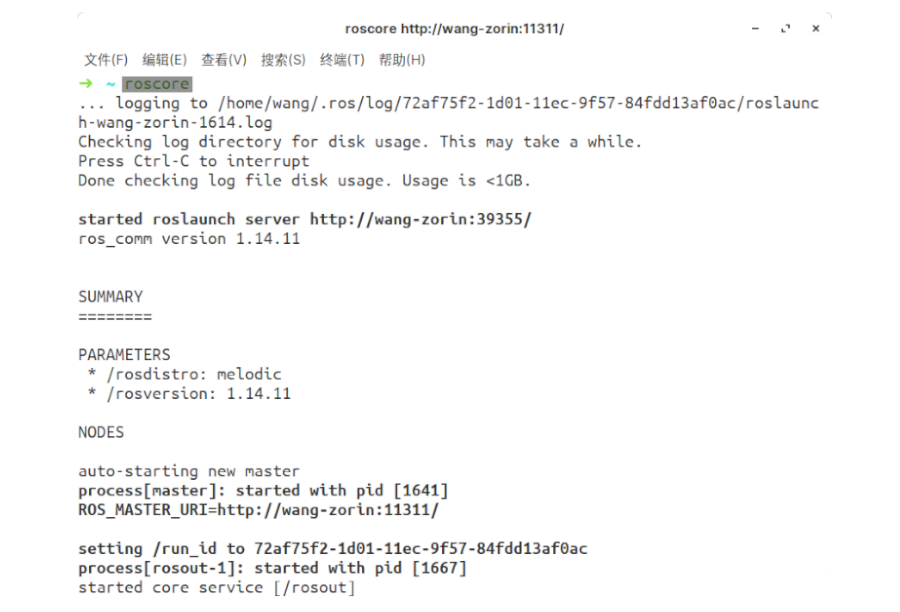 roscore http://wang-zorin:11311/
文件(F) 编辑(E) 查看(V) 搜索(S) 终端(T) 帮助(H)
→ ~ roscore
... logging to /home/wang/.ros/log/72af75f2-1d01-11ec-9f57-84fdd13af0ac/roslaunc
h-wang-zorin-1614.log
Checking log directory for disk usage. This may take a while.
Press Ctrl-C to interrupt
Done checking log file disk usage. Usage is <1GB.
started roslaunch server http://wang-zorin:39355/
ros_comm version 1.14.11
SUMMARY
========
PARAMETERS
* /rosdistro: melodic
* /rosversion: 1.14.11
NODES
auto-starting new master
process[master]: started with pid [1641]
ROS_MASTER_URI=http://wang-zorin:11311/
setting /run_id to 72af75f2-1d01-11ec-9f57-84fdd13af0ac
process[rosout-1]: started with pid [1667]
started core service [/rosout]